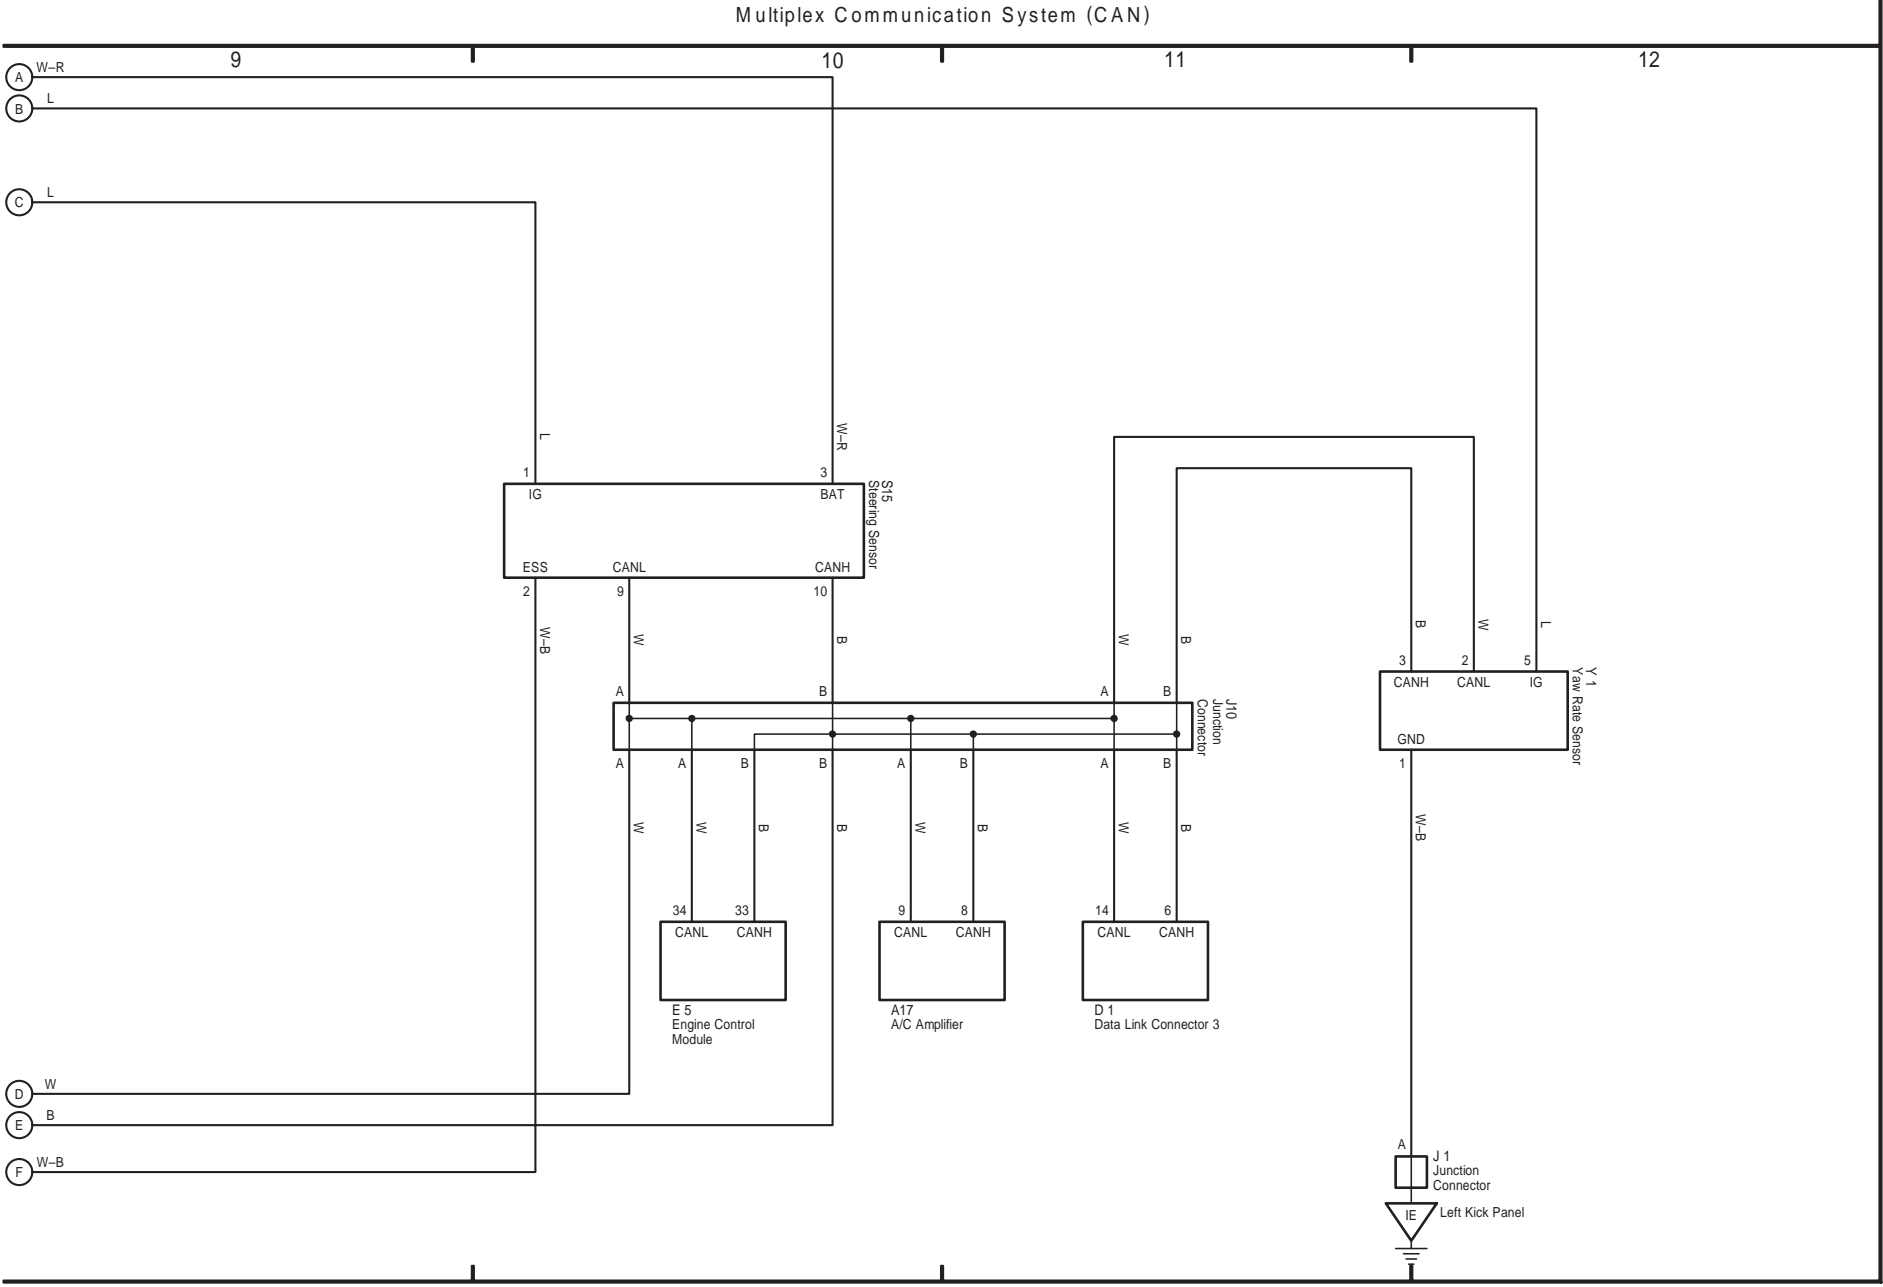 Multiplex Communication System (CAN)
9
10
11
12
A
W–R
B
L
C
L
L
W–R
1
3
IG
BAT
S15
Steering Sensor
ESS
CANL
CANH
2
9
10
W–B
W
B
W
B
B
W
L
3
2
5
CANH
CANL
IG
GND
Y 1
Yaw Rate Sensor
1
W–B
A
B
A
B
J10
Junction
Connector
A
A
B
B
A
B
A
B
W
W
B
B
W
B
W
B
34
33
9
8
14
6
CANL
CANH
CANL
CANH
CANL
CANH
E 5
Engine Control
Module
A17
A/C Amplifier
D 1
Data Link Connector 3
D
W
E
B
F
W–B
A
J 1
Junction
Connector
IE
Left Kick Panel